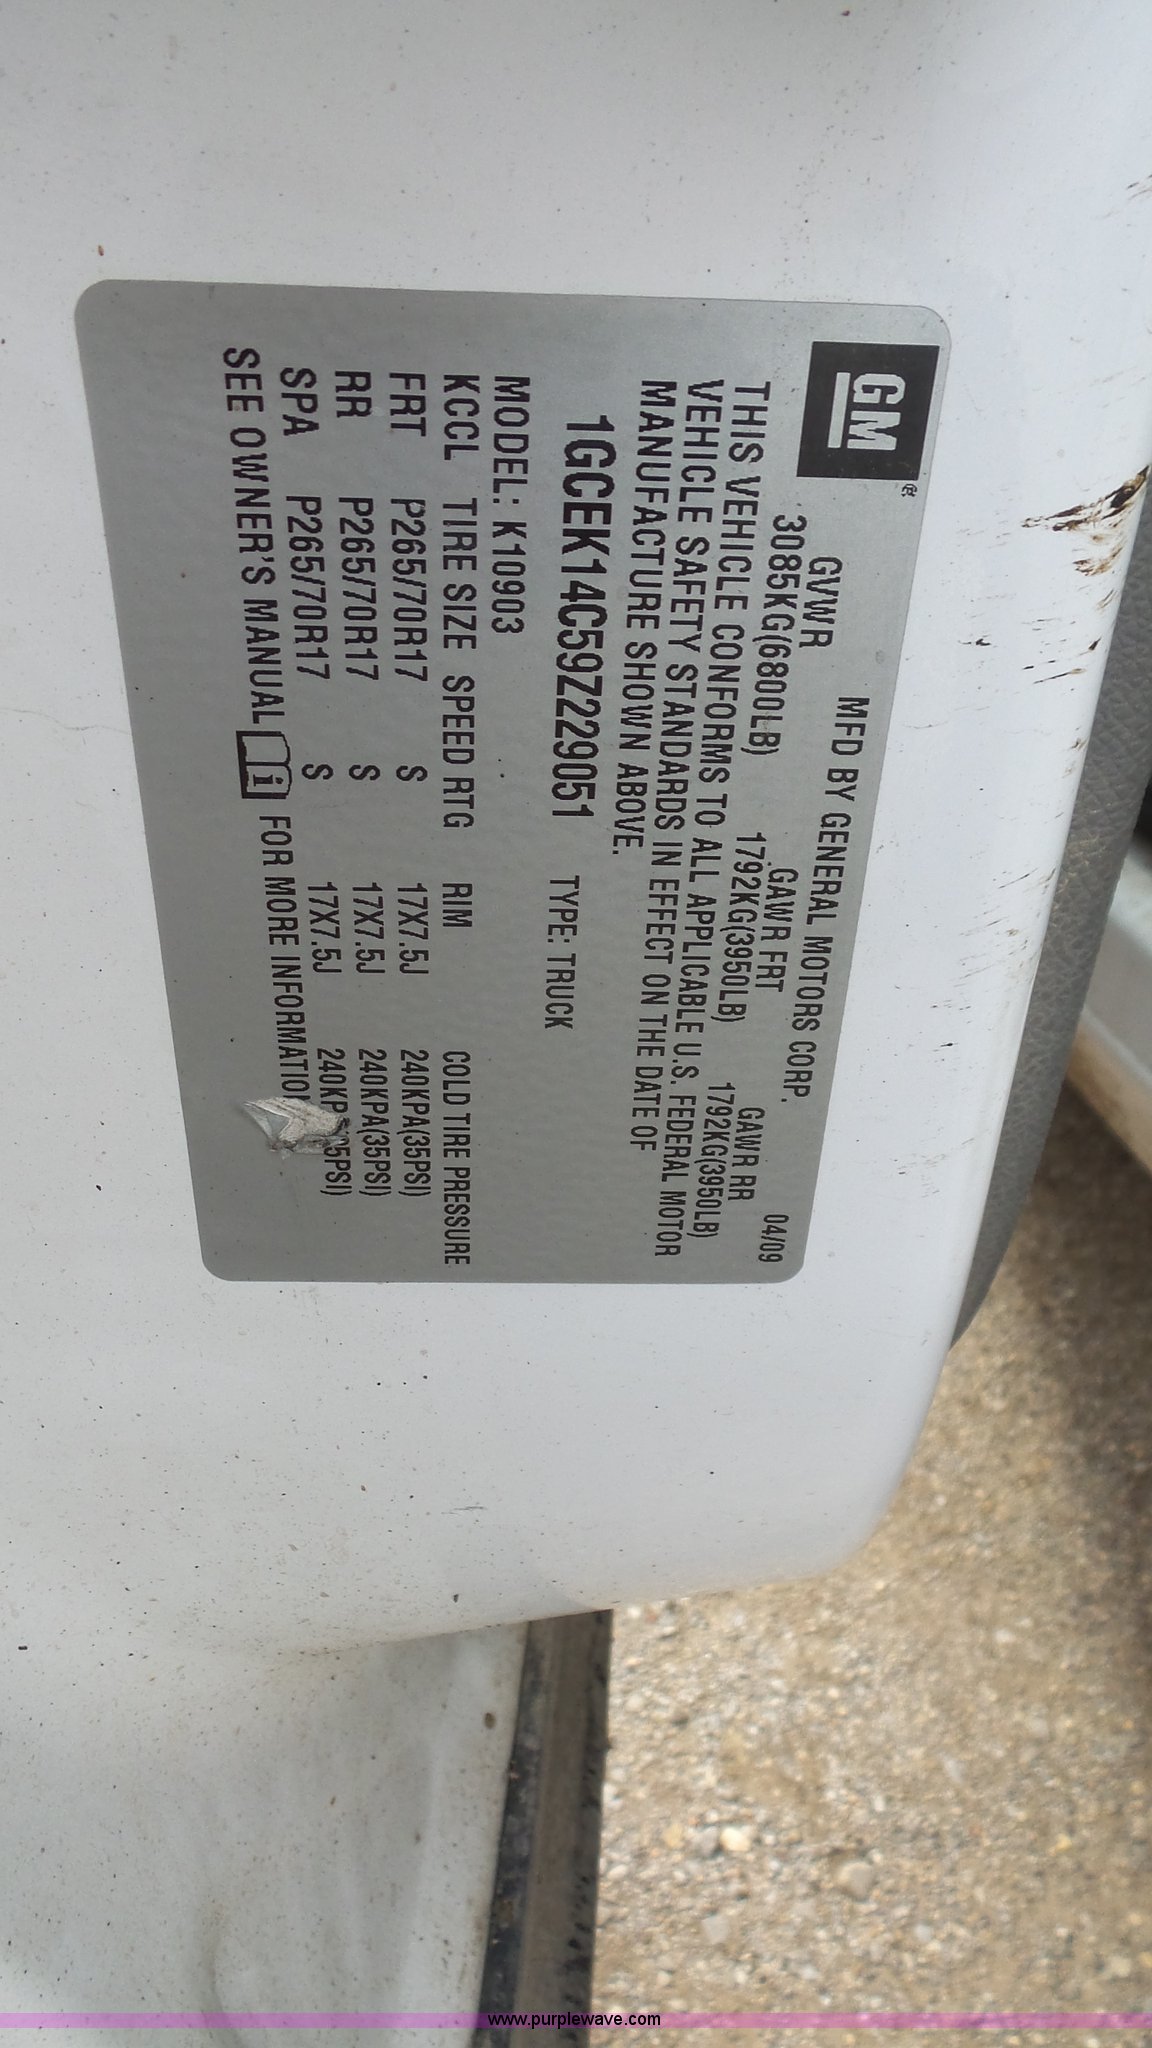 GM®
MFD BY GENERAL MOTORS CORP. 04/09
GVWR GAWR FRT GAWR RR
3085KG(6800LB) 1792KG(3950LB) 1792KG(3950LB)
THIS VEHICLE CONFORMS TO ALL APPLICABLE U.S. FEDERAL MOTOR
VEHICLE SAFETY STANDARDS IN EFFECT ON THE DATE OF
MANUFACTURE SHOWN ABOVE.
1GCEK14C59Z229051 TYPE: TRUCK
MODEL: K10903
KCCL TIRE SIZE SPEED RTG RIM COLD TIRE PRESSURE
FRT P265/70R17 S 17X7.5J 240KPA(35PSI)
RR P265/70R17 S 17X7.5J 240KPA(35PSI)
SPA P265/70R17 S 17X7.5J 240KPA(35PSI)
SEE OWNER'S MANUAL i FOR MORE INFORMATION
www.purplewave.com